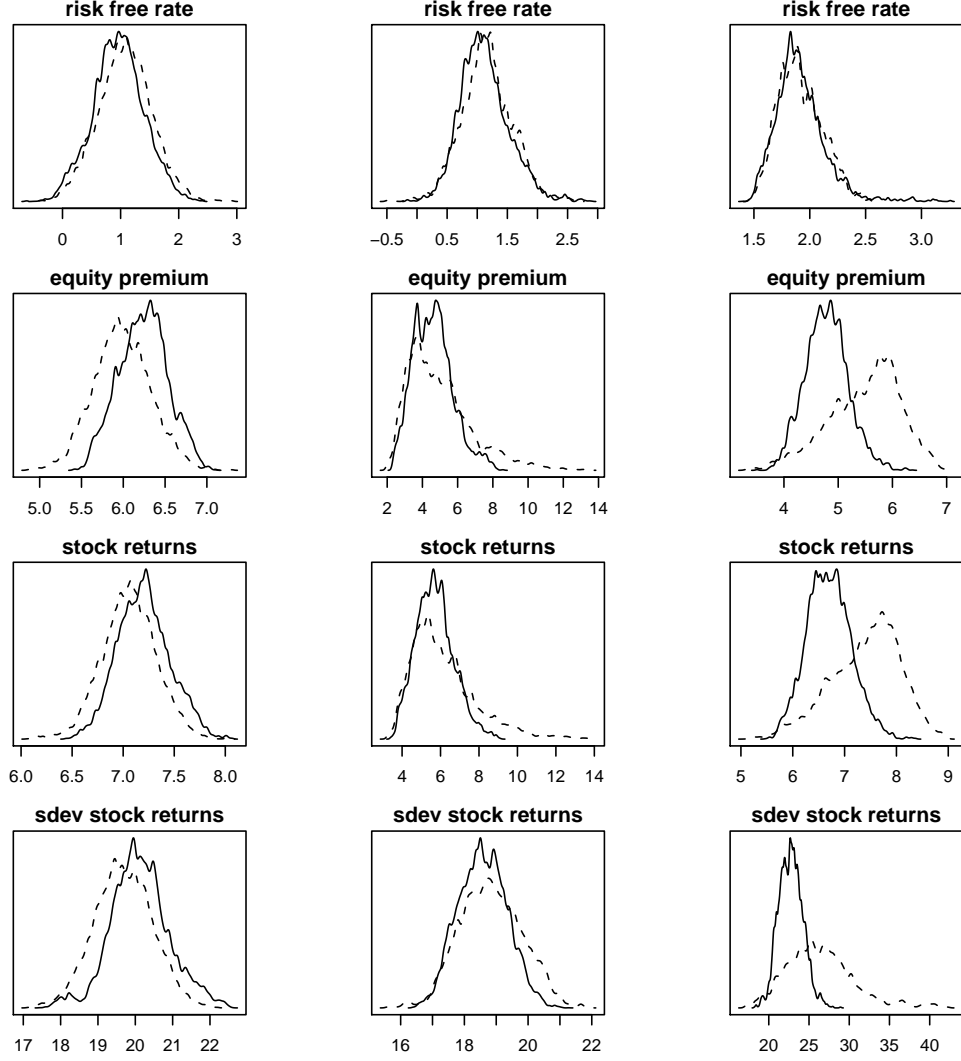 risk free rate
risk free rate
risk free rate
0 1 2 3
−0.5 0.5 1.5 2.5
1.5 2.0 2.5 3.0
equity premium
equity premium
equity premium
5.0 5.5 6.0 6.5 7.0
2 4 6 8 10 12 14
4 5 6 7
stock returns
stock returns
stock returns
6.0 6.5 7.0 7.5 8.0
4 6 8 10 12 14
5 6 7 8 9
sdev stock returns
sdev stock returns
sdev stock returns
17 18 19 20 21 22
16 18 20 22
20 25 30 35 40